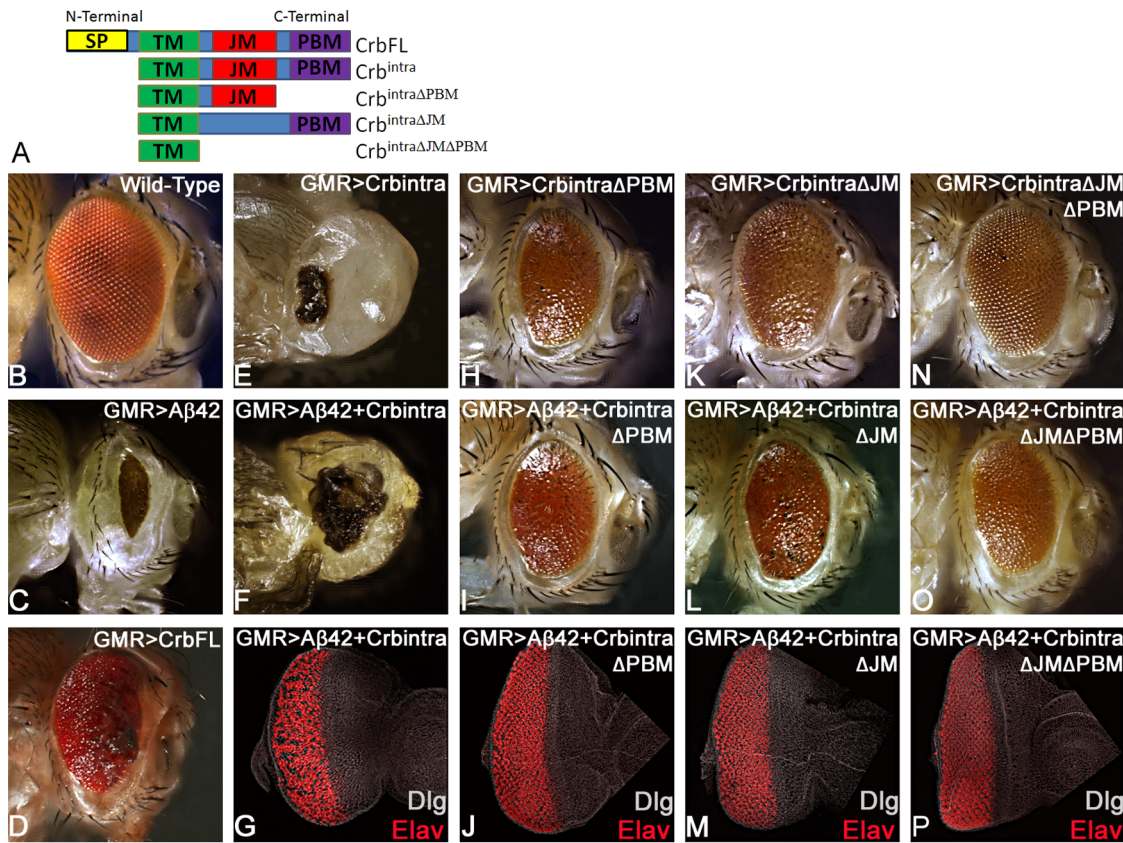 N-Terminal C-Terminal
SP TM JM PBM CrbFL
TM JM PBM Crbintra
TM JM CrbintraΔPBM
TM PBM CrbintraΔJM
TM CrbintraΔJMΔPBM
A
Wild-Type
B
GMR>Crbintra
E
GMR>CrbintraΔPBM
H
GMR>CrbintraΔJM
K
GMR>CrbintraΔJM
ΔPBM
N
GMR>Aβ42
C
GMR>Aβ42+Crbintra
F
GMR>Aβ42+Crbintra
ΔPBM
I
GMR>Aβ42+Crbintra
ΔJM
L
GMR>Aβ42+Crbintra
ΔJMΔPBM
O
GMR>CrbFL
D
GMR>Aβ42+Crbintra
Dlg
G Elav
GMR>Aβ42+Crbintra
ΔPBM
Dlg
J Elav
GMR>Aβ42+Crbintra
ΔJM
Dlg
M Elav
GMR>Aβ42+Crbintra
ΔJMΔPBM
Dlg
P Elav